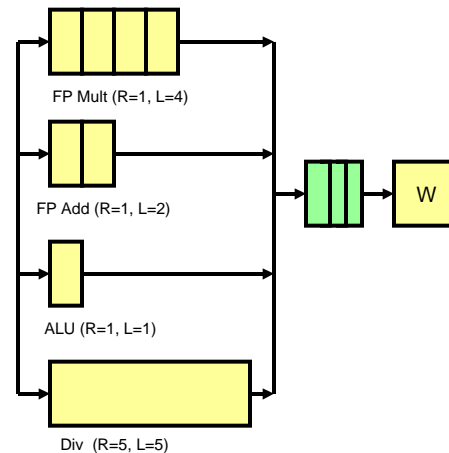 FP Mult (R=1, L=4)
FP Add (R=1, L=2)
W
ALU (R=1, L=1)
Div (R=5, L=5)